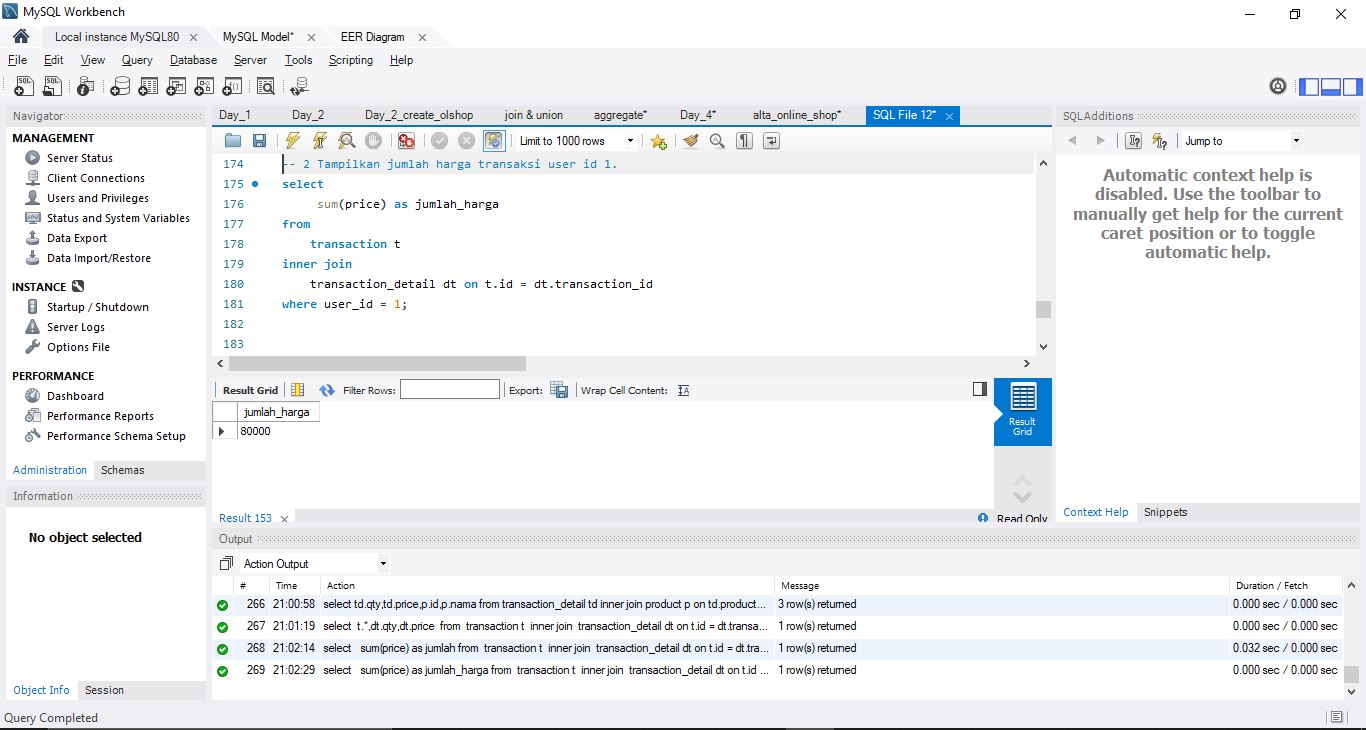 MySQL Workbench
Local instance MySQL80
MySQL Model*
EER Diagram
File Edit View Query Database Server Tools Scripting Help
Navigator
MANAGEMENT
Server Status
Client Connections
Users and Privileges
Status and System Variables
Data Export
Data Import/Restore
INSTANCE
Startup / Shutdown
Server Logs
Options File
PERFORMANCE
Dashboard
Performance Reports
Performance Schema Setup
Administration Schemas
Information
No object selected
Object Info Session
Day_1 Day_2 Day_2_create_olshop join & union aggregate* Day_4* alta_online_shop* SQL File 12*
Limit to 1000 rows
174 -- 2 Tampilkan jumlah harga transaksi user id 1.
175 select
176 sum(price) as jumlah_harga
177 from
178 transaction t
179 inner join
180 transaction_detail dt on t.id = dt.transaction_id
181 where user_id = 1;
182
183
Result Grid Filter Rows: Export: Wrap Cell Content:
jumlah_harga
80000
Result Grid
Result 153
Read Only
SQLAdditions
Jump to
Automatic context help is
disabled. Use the toolbar to
manually get help for the current
caret position or to toggle
automatic help.
Context Help Snippets
Output
Action Output
# Time Action Message Duration / Fetch
266 21:00:58 select td.qty,td.price,p.id,p.nama from transaction_detail td inner join product p on td.product... 3 row(s) returned 0.000 sec / 0.000 sec
267 21:01:19 select t.*,dt.qty,dt.price from transaction t inner join transaction_detail dt on t.id = dt.transa... 1 row(s) returned 0.000 sec / 0.000 sec
268 21:02:14 select sum(price) as jumlah from transaction t inner join transaction_detail dt on t.id = dt.tra... 1 row(s) returned 0.032 sec / 0.000 sec
269 21:02:29 select sum(price) as jumlah_harga from transaction t inner join transaction_detail dt on t.id ... 1 row(s) returned 0.000 sec / 0.000 sec
Query Completed